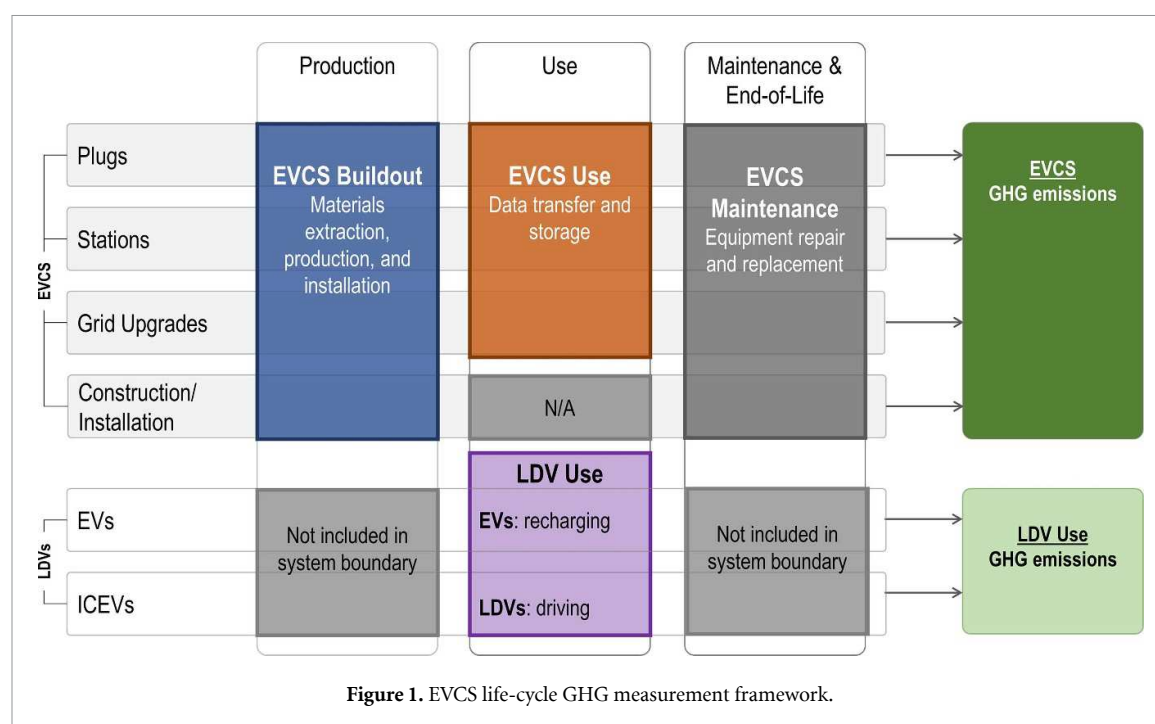 Production
Use
Maintenance &
End-of-Life
EVCS
Plugs
Stations
Grid Upgrades
Construction/
Installation
EVCS Buildout
Materials
extraction,
production, and
installation
EVCS Use
Data transfer and
storage
N/A
EVCS
Maintenance
Equipment repair
and replacement
EVCS
GHG emissions
LDVs
EVs
ICEVs
Not included in
system boundary
LDV Use
EVs: recharging
LDVs: driving
Not included in
system boundary
LDV Use
GHG emissions
Figure 1. EVCS life-cycle GHG measurement framework.